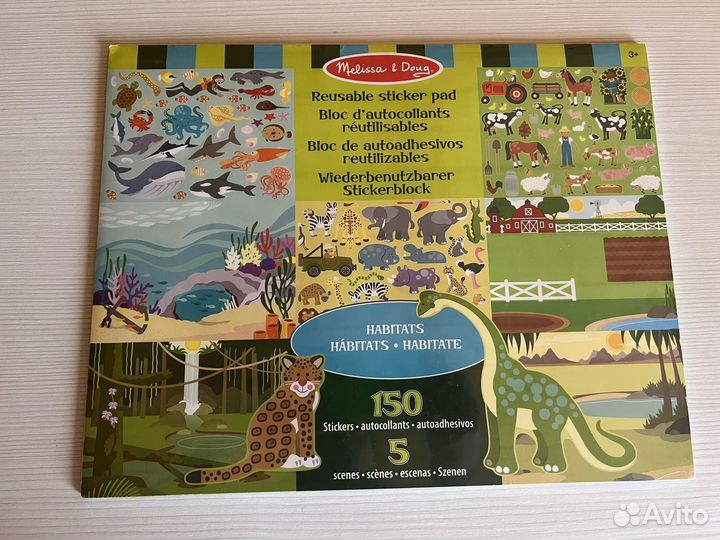 Melissa & Doug
3+
Reusable sticker pad
Bloc d'autocollants
réutilisables
Bloc de autoadhesivos
reutilizables
Wiederbenutzbarer
Stickerblock
HABITATS
HÁBITATS • HABITATE
150
Stickers • autocollants • autoadhesivos
5
scenes • scènes • escenas • Szenen
Avito